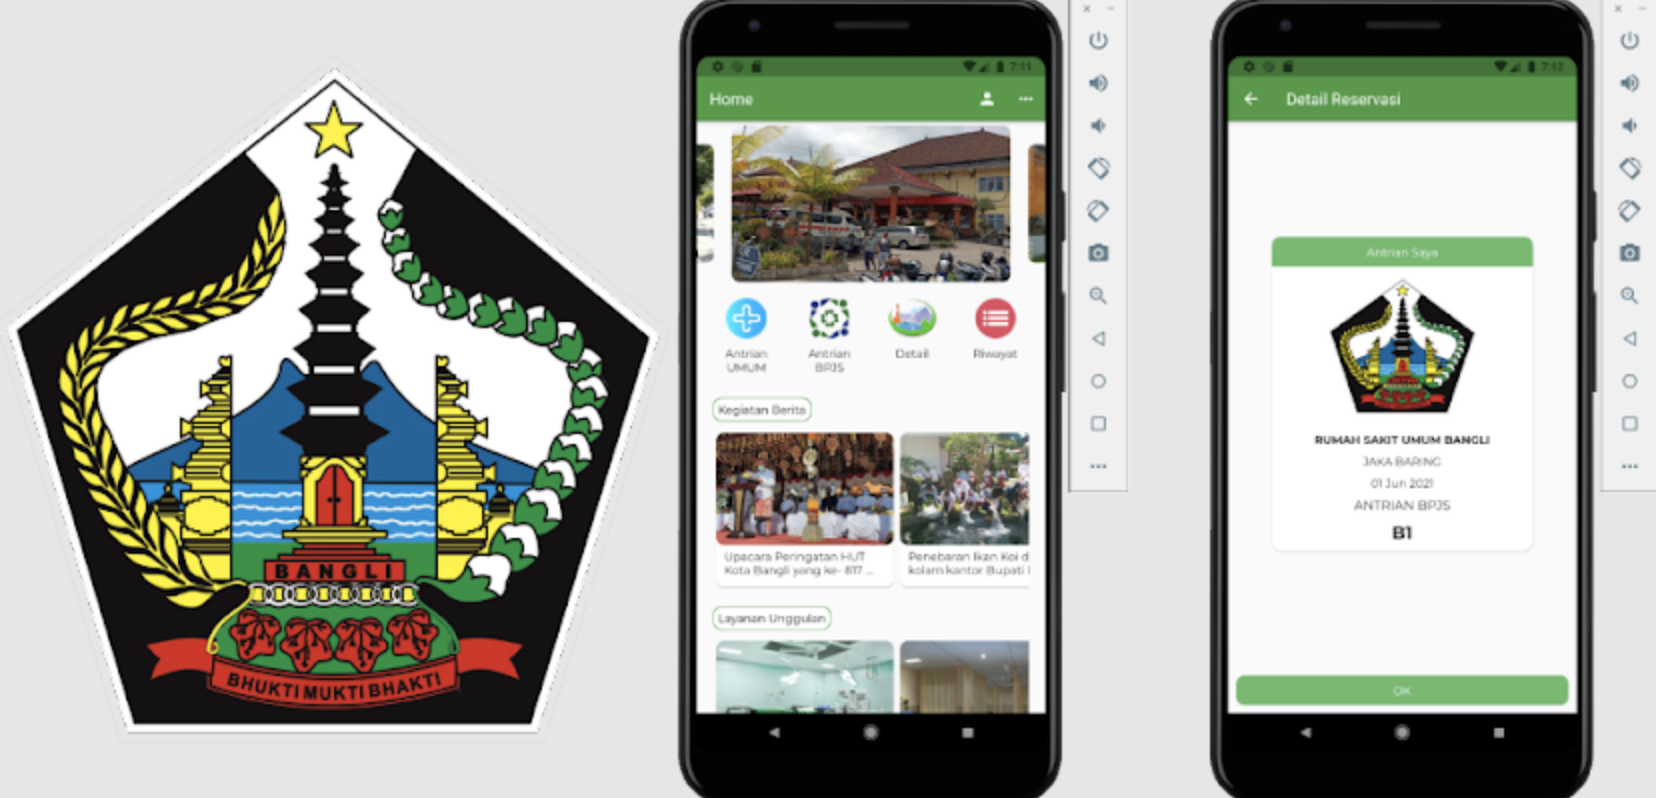 BANGLI
BHUKTI MUKTI BHAKTI
7:11
Home
Antrian
UMUM
Antrian
BPJS
Detail
Riwayat
Kegiatan Berita
Upacara Peringatan HUT
Kota Bangli yang ke- 817 ...
Penebaran Ikan Koi d
kolam kantor Bupati
Layanan Unggulan
7:12
Detail Reservasi
Antrian Saya
RUMAH SAKIT UMUM BANGLI
JAKA BARING
01 Jun 2021
ANTRIAN BPJS
B1
OK